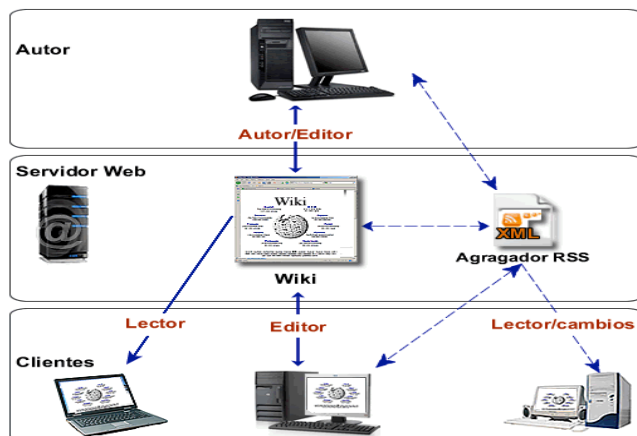 Autor
Autor/Editor
Servidor Web
@
Wiki
XML
Agragador RSS
Wiki
Lector
Editor
Lector/cambios
Clientes